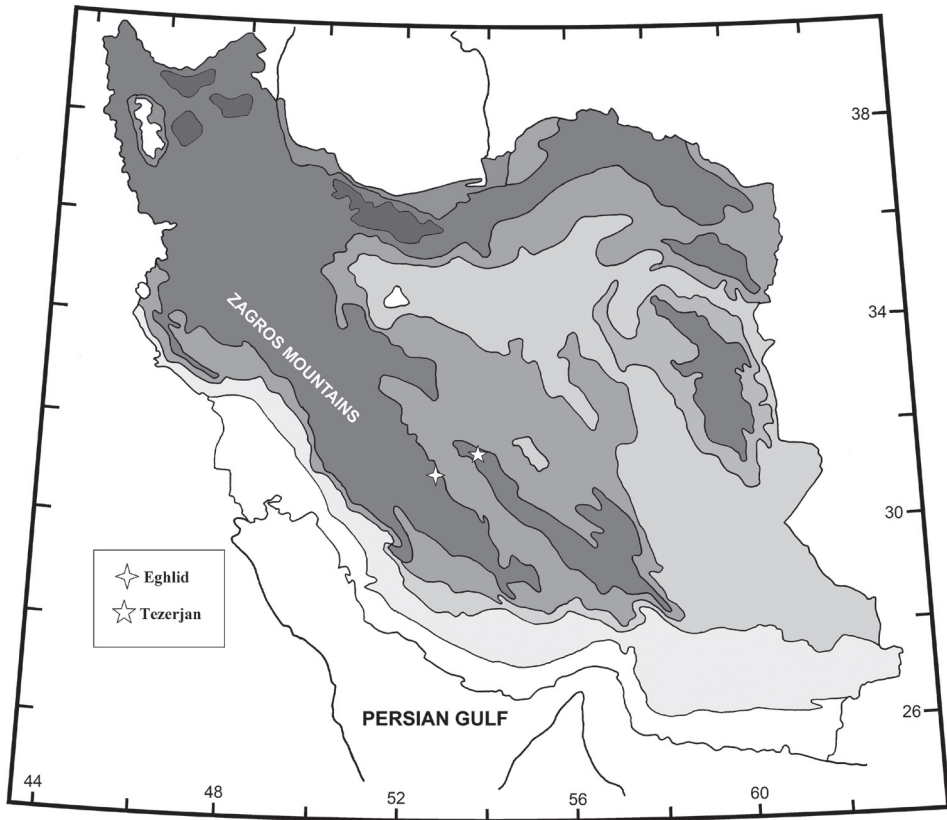 38
34
ZAGROS MOUNTAINS
30
Eghlid
Tezerjan
26
PERSIAN GULF
44
48
52
56
60